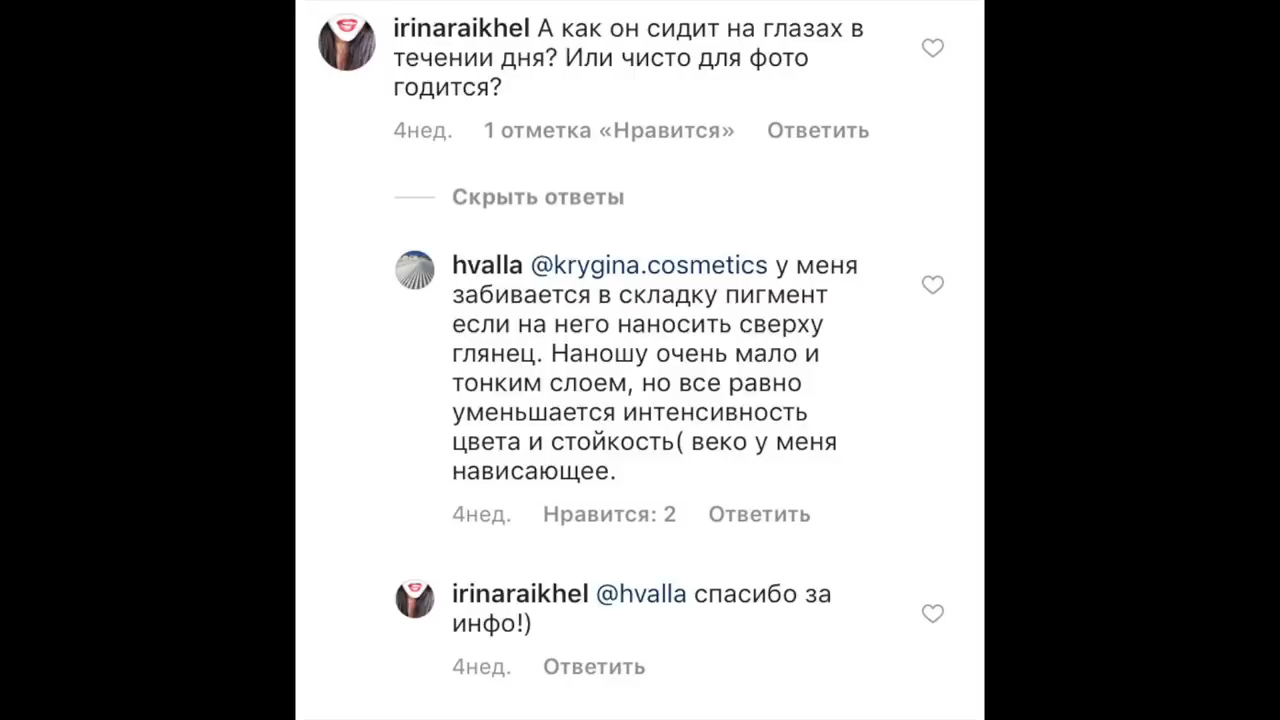 irinaraikhel А как он сидит на глазах в
течении дня? Или чисто для фото
годится?
4нед. 1 отметка «Нравится» Ответить
Скрыть ответы
hvalla @krygina.cosmetics у меня
забивается в складку пигмент
если на него наносить сверху
глянец. Наношу очень мало и
тонким слоем, но все равно
уменьшается интенсивность
цвета и стойкость( веко у меня
нависающее.
4нед. Нравится: 2 Ответить
irinaraikhel @hvalla спасибо за
инфо!)
4нед. Ответить